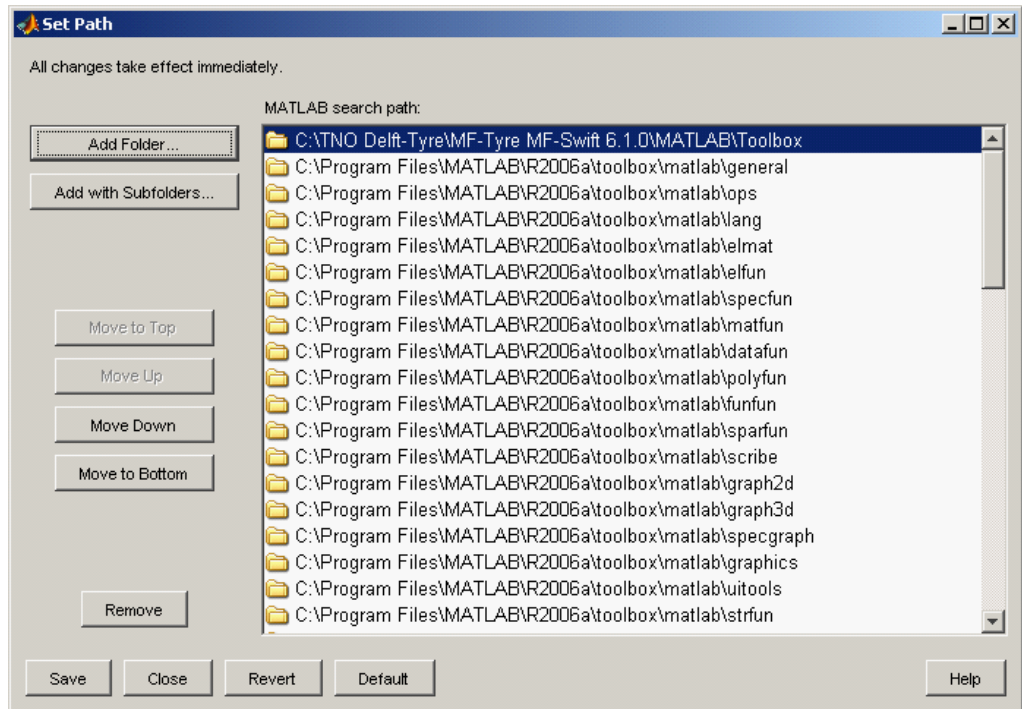 Set Path
All changes take effect immediately.
MATLAB search path:
Add Folder...
Add with Subfolders...
Move to Top
Move Up
Move Down
Move to Bottom
Remove
C:\TNO Delft-Tyre\MF-Tyre MF-Swift 6.1.0\MATLAB\Toolbox
C:\Program Files\MATLAB\R2006a\toolbox\matlab\general
C:\Program Files\MATLAB\R2006a\toolbox\matlab\ops
C:\Program Files\MATLAB\R2006a\toolbox\matlab\lang
C:\Program Files\MATLAB\R2006a\toolbox\matlab\elmat
C:\Program Files\MATLAB\R2006a\toolbox\matlab\elfun
C:\Program Files\MATLAB\R2006a\toolbox\matlab\specfun
C:\Program Files\MATLAB\R2006a\toolbox\matlab\matfun
C:\Program Files\MATLAB\R2006a\toolbox\matlab\datafun
C:\Program Files\MATLAB\R2006a\toolbox\matlab\polyfun
C:\Program Files\MATLAB\R2006a\toolbox\matlab\funfun
C:\Program Files\MATLAB\R2006a\toolbox\matlab\sparfun
C:\Program Files\MATLAB\R2006a\toolbox\matlab\scribe
C:\Program Files\MATLAB\R2006a\toolbox\matlab\graph2d
C:\Program Files\MATLAB\R2006a\toolbox\matlab\graph3d
C:\Program Files\MATLAB\R2006a\toolbox\matlab\specgraph
C:\Program Files\MATLAB\R2006a\toolbox\matlab\graphics
C:\Program Files\MATLAB\R2006a\toolbox\matlab\uitools
C:\Program Files\MATLAB\R2006a\toolbox\matlab\strfun
Save
Close
Revert
Default
Help